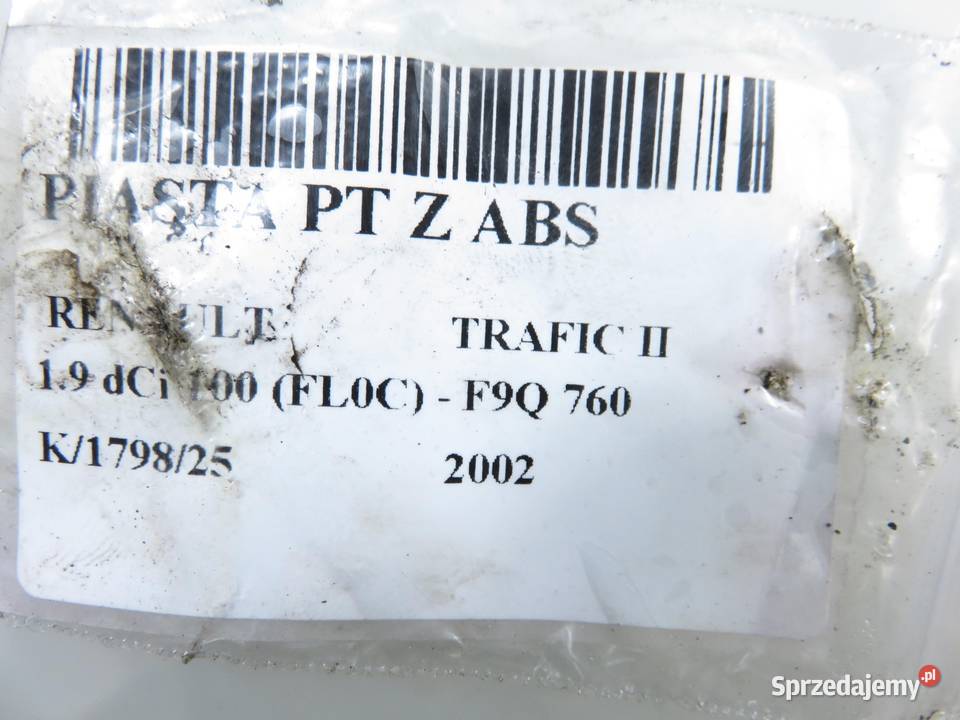 PIASTA PT Z ABS
RENAULT TRAFIC II
1.9 dCi 100 (FL0C) - F9Q 760
K/1798/25 2002
Sprzedajemy.pl